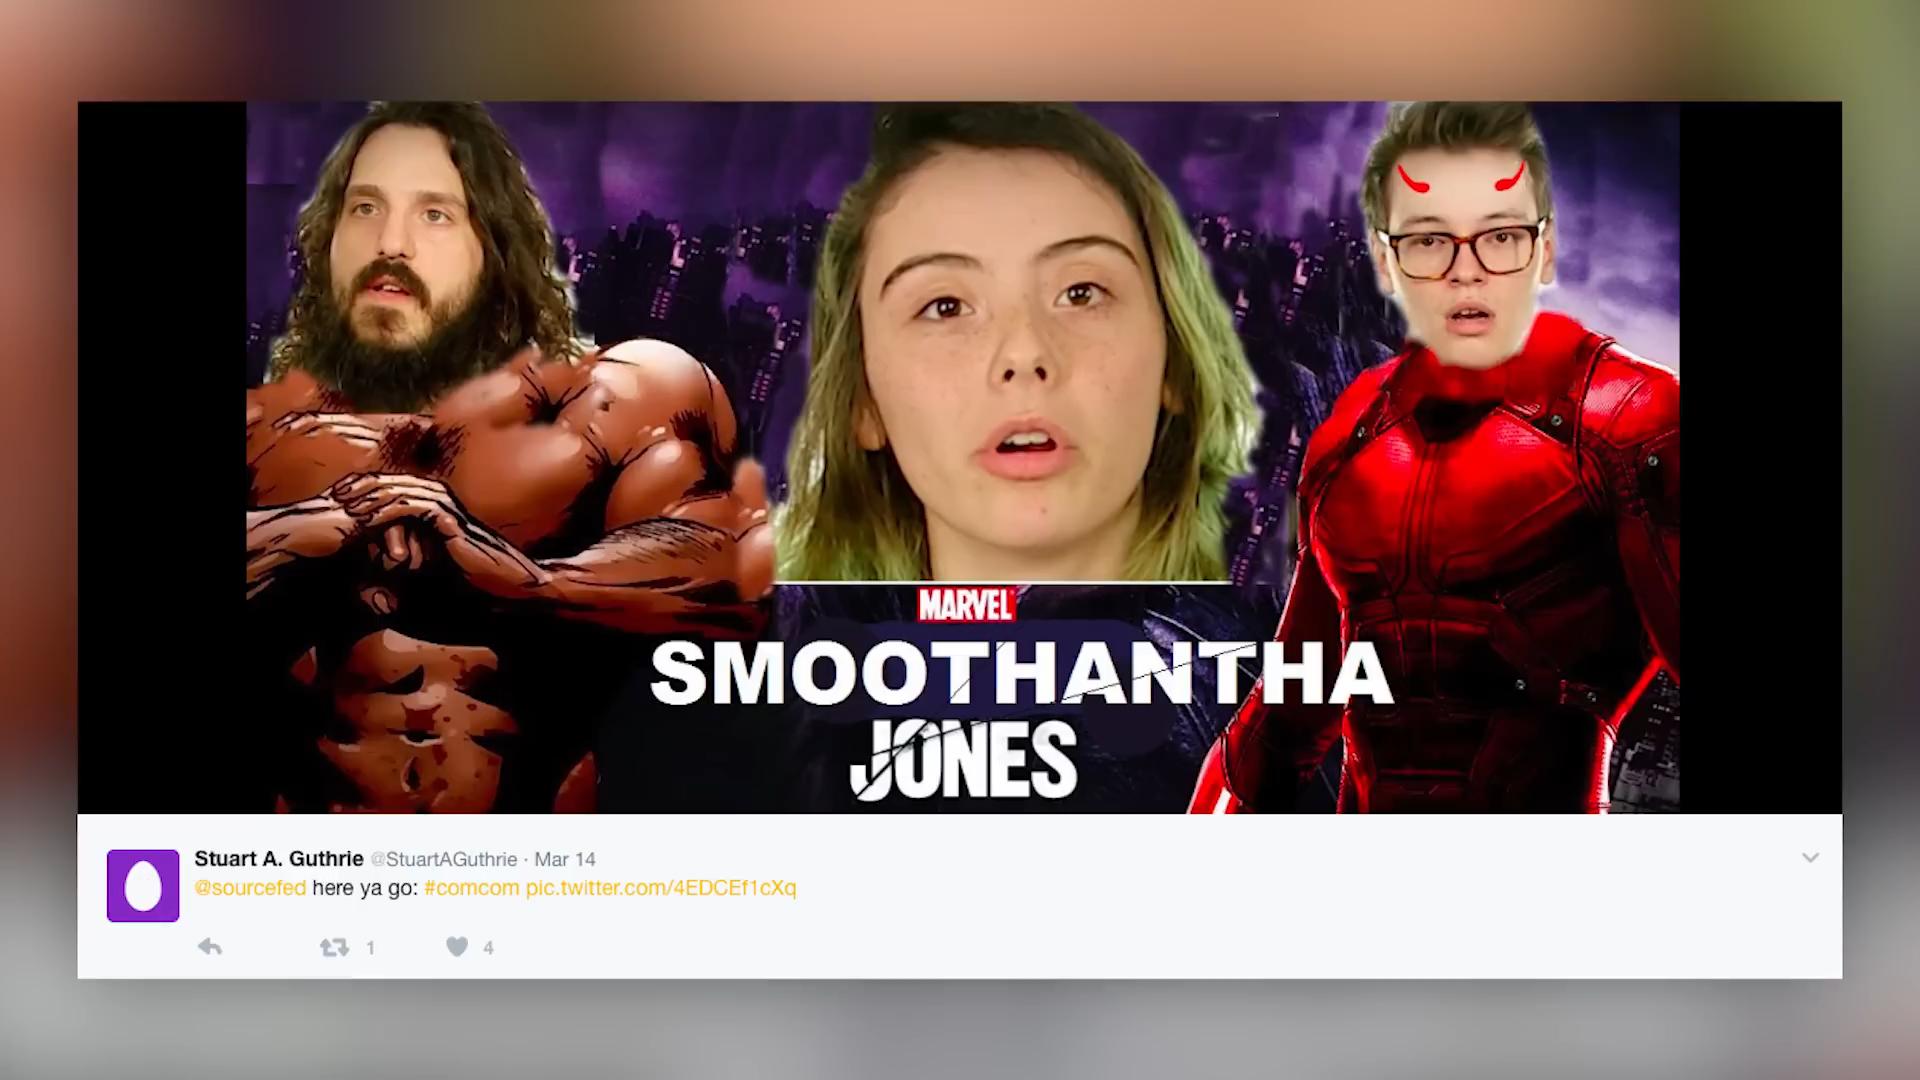 MARVEL
SMOOTHANTHA
JONES
Stuart A. Guthrie @StuartAGuthrie · Mar 14
@sourcefed here ya go: #comcom pic.twitter.com/4EDCEf1cXq
1 4